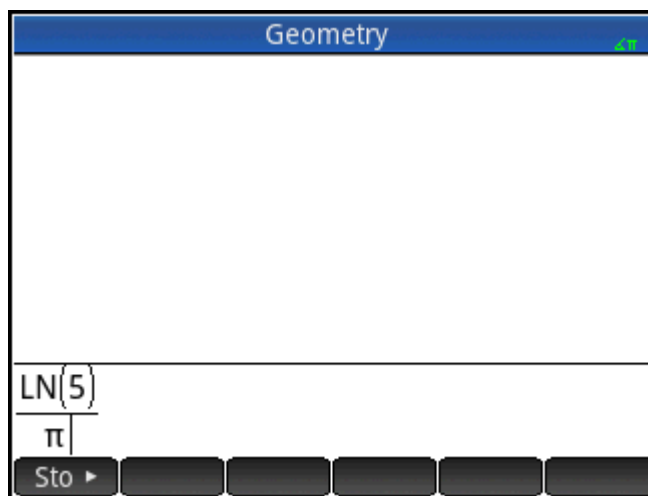 Geometry
∡π
LN(5)
π
Sto ►